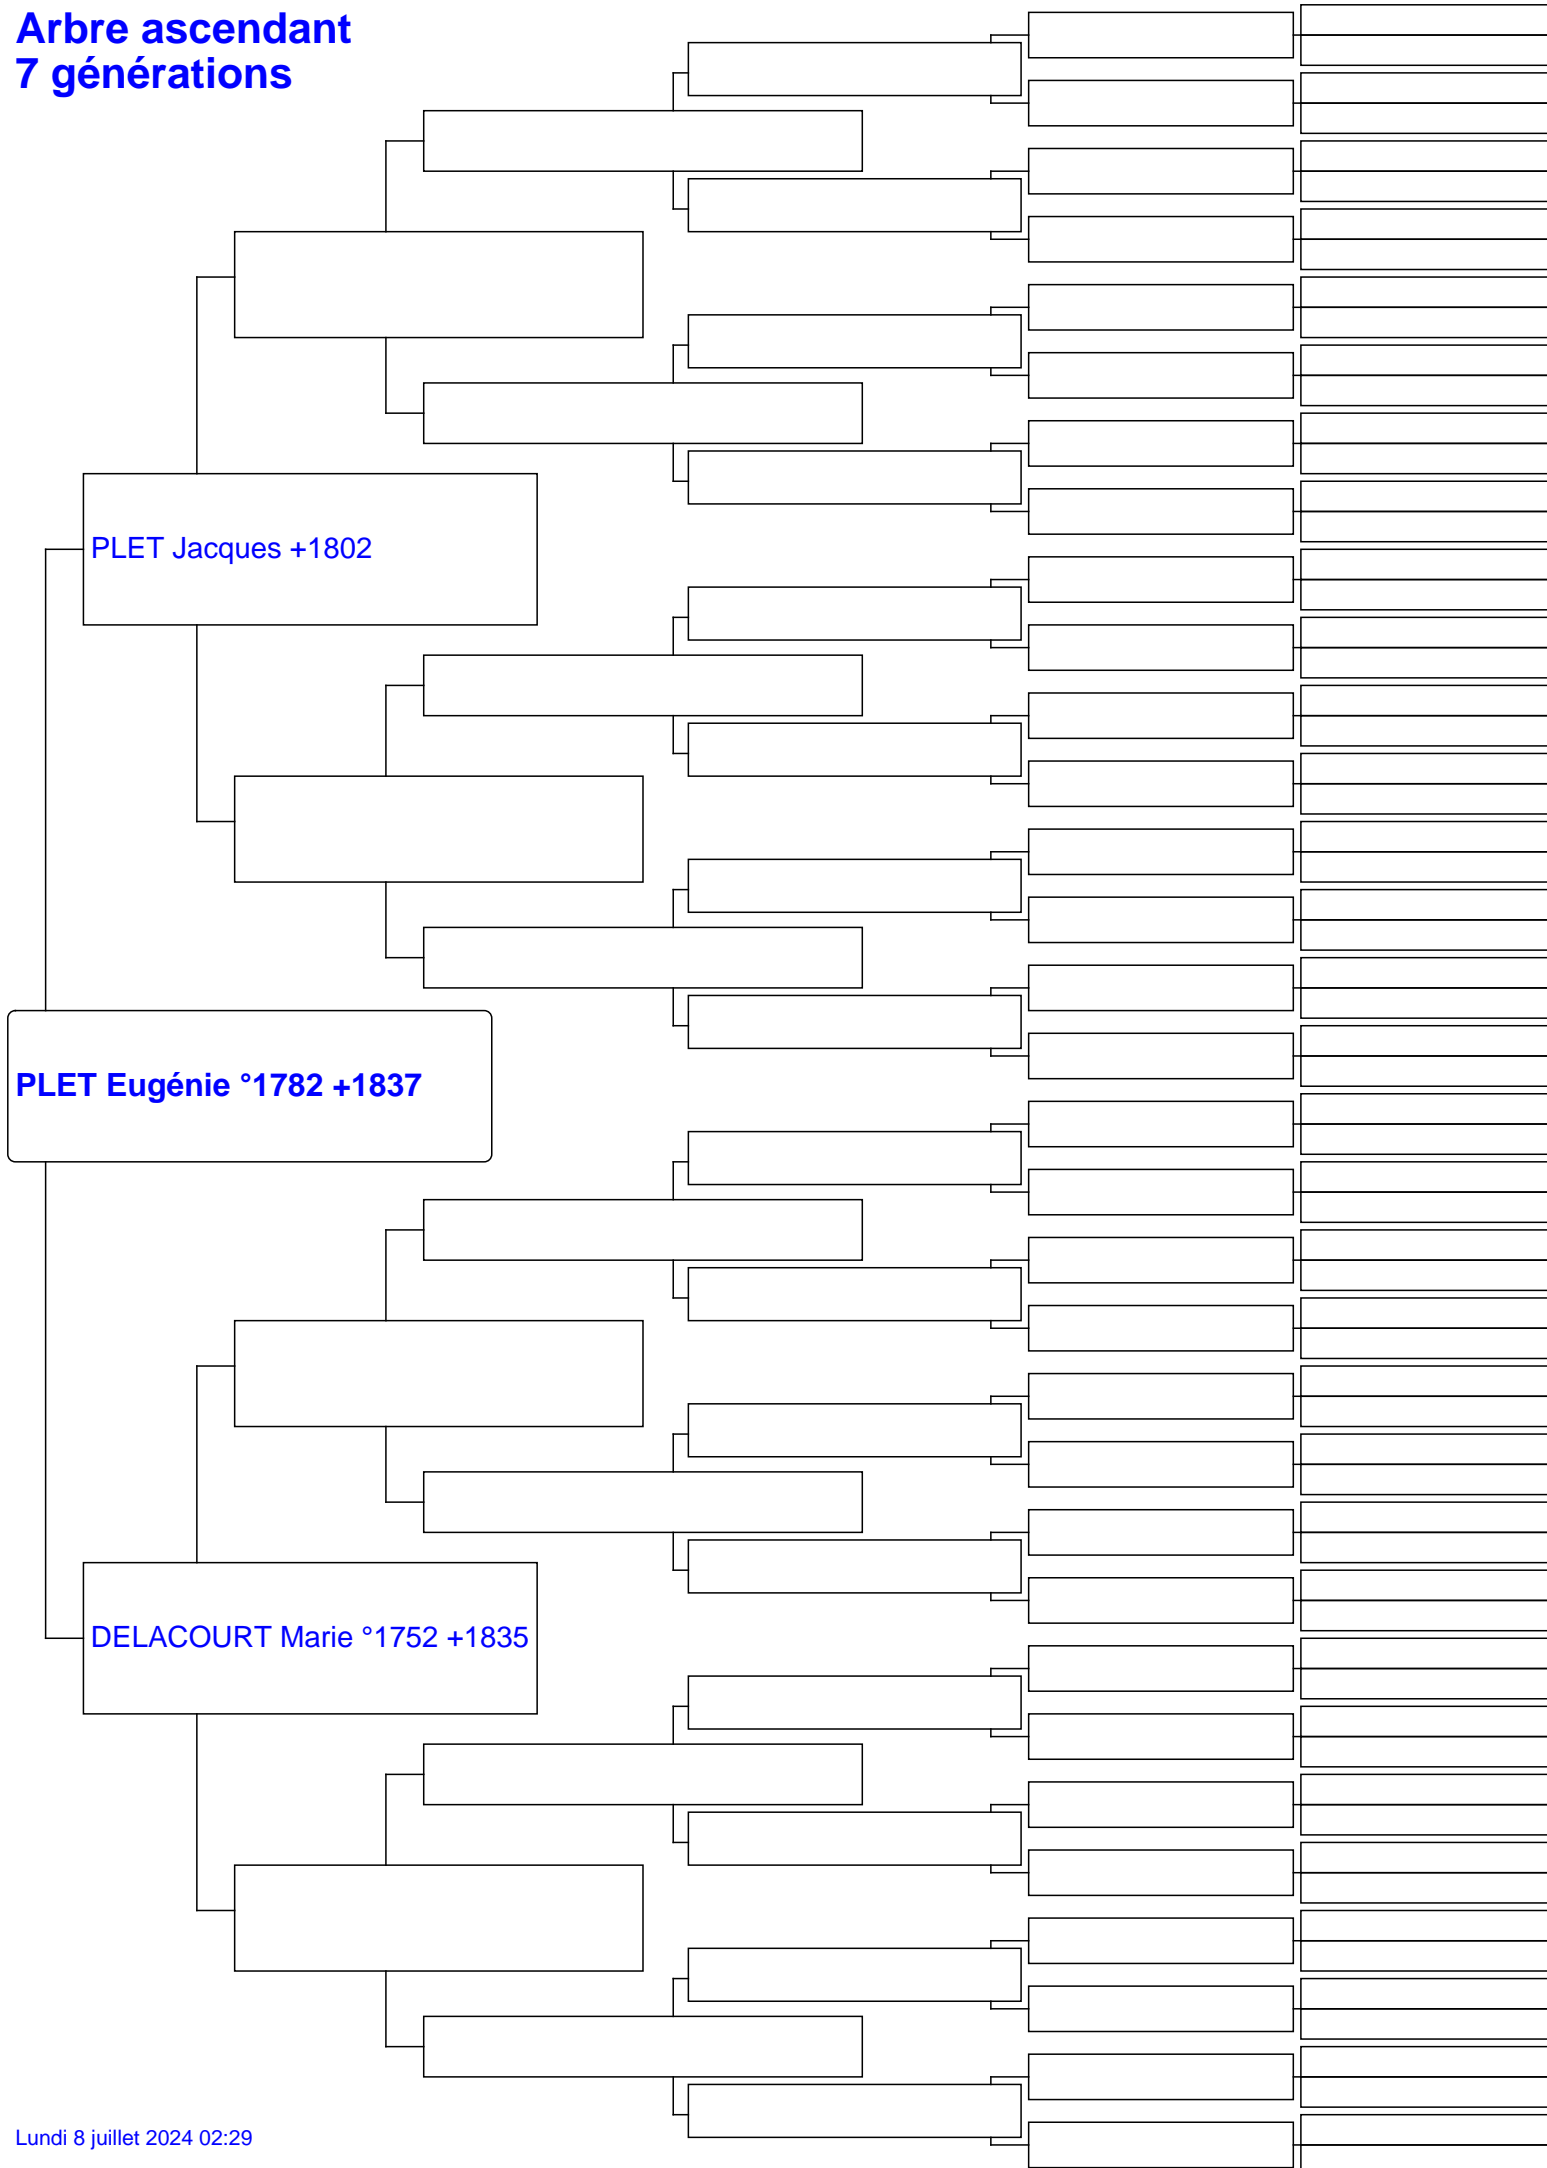 Arbre ascendant
7 générations
PLET Jacques +1802
PLET Eugénie °1782 +1837
DELACOURT Marie °1752 +1835
Lundi 8 juillet 2024 02:29